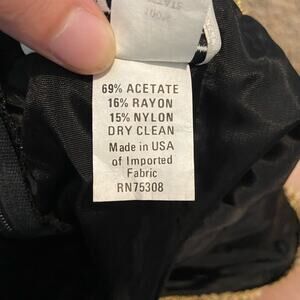 69% ACETATE
16% RAYON
15% NYLON
DRY CLEAN
Made in USA
of Imported
Fabric
RN75308